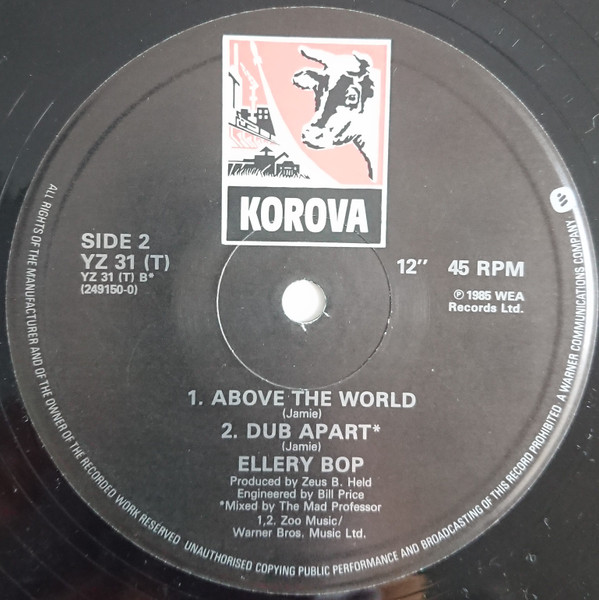 KOROVA
SIDE 2
YZ 31 (T)
YZ 31 (T) B*
(249150-0)
12" 45 RPM
℗ 1985 WEA
Records Ltd.
1. ABOVE THE WORLD
(Jamie)
2. DUB APART*
(Jamie)
ELLERY BOP
Produced by Zeus B. Held
Engineered by Bill Price
*Mixed by The Mad Professor
1,2. Zoo Music/
Warner Bros. Music Ltd.
ALL RIGHTS OF THE MANUFACTURER AND OF THE OWNER OF THE RECORDED WORK RESERVED UNAUTHORISED COPYING PUBLIC PERFORMANCE AND BROADCASTING OF THIS RECORD PROHIBITED A WARNER COMMUNICATIONS COMPANY